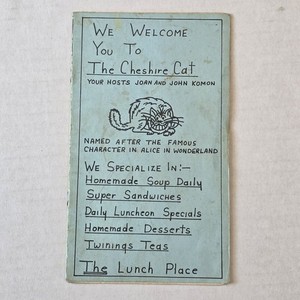 We Welcome
You To
The Cheshire Cat
YOUR HOSTS JOAN AND JOHN KOMON
NAMED AFTER THE FAMOUS
CHARACTER IN ALICE IN WONDERLAND
We Specialize In:-
Homemade Soup Daily
Super Sandwiches
Daily Luncheon Specials
Homemade Desserts
Twinings Teas
The Lunch Place